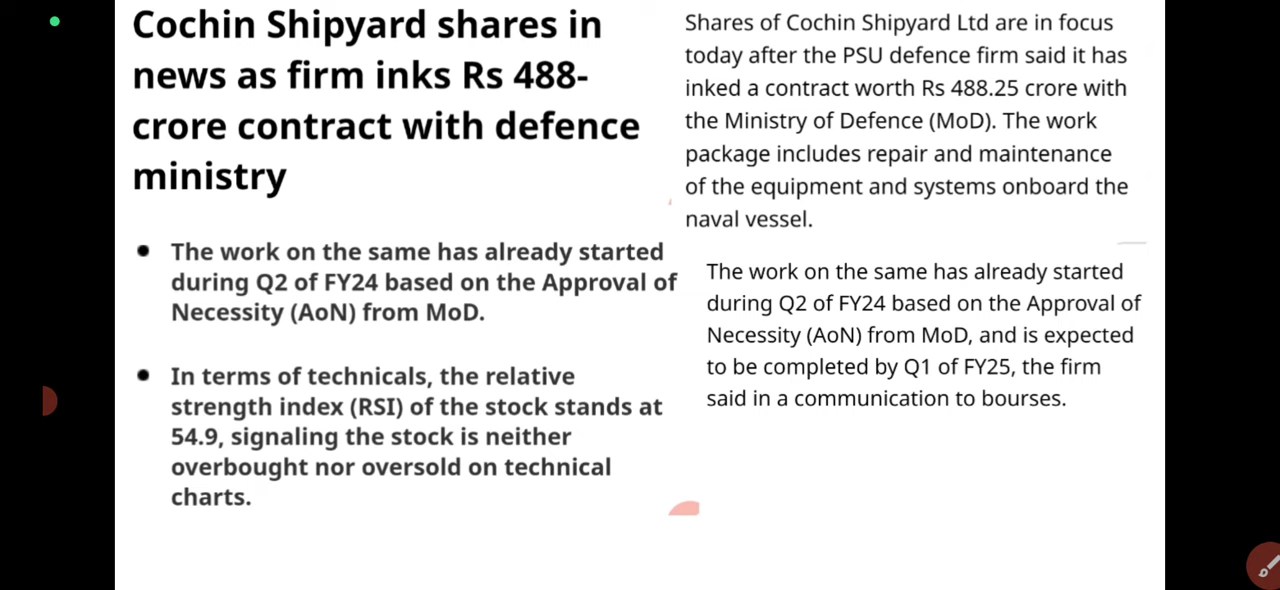 Cochin Shipyard shares in
news as firm inks Rs 488-
crore contract with defence
ministry
The work on the same has already started
during Q2 of FY24 based on the Approval of
Necessity (AoN) from MoD.
In terms of technicals, the relative
strength index (RSI) of the stock stands at
54.9, signaling the stock is neither
overbought nor oversold on technical
charts.
Shares of Cochin Shipyard Ltd are in focus
today after the PSU defence firm said it has
inked a contract worth Rs 488.25 crore with
the Ministry of Defence (MoD). The work
package includes repair and maintenance
of the equipment and systems onboard the
naval vessel.
The work on the same has already started
during Q2 of FY24 based on the Approval of
Necessity (AoN) from MoD, and is expected
to be completed by Q1 of FY25, the firm
said in a communication to bourses.